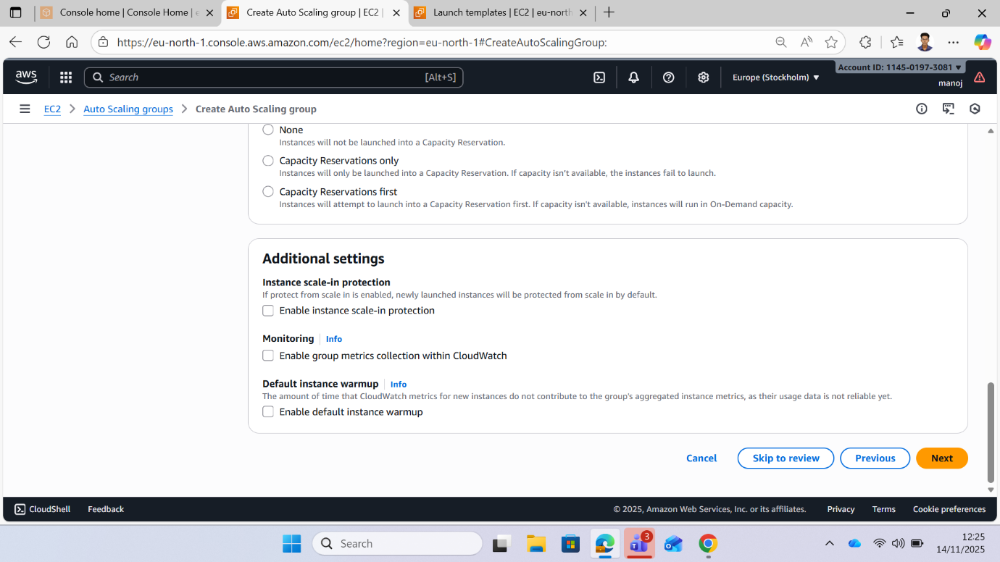 Console home | Console Home | e
Create Auto Scaling group | EC2 |
Launch templates | EC2 | eu-north
https://eu-north-1.console.aws.amazon.com/ec2/home?region=eu-north-1#CreateAutoScalingGroup:
aws
Search
[Alt+S]
Europe (Stockholm) ▼
Account ID: 1145-0197-3081 ▼
manoj
EC2 > Auto Scaling groups > Create Auto Scaling group
None
Instances will not be launched into a Capacity Reservation.
Capacity Reservations only
Instances will only be launched into a Capacity Reservation. If capacity isn't available, the instances fail to launch.
Capacity Reservations first
Instances will attempt to launch into a Capacity Reservation first. If capacity isn't available, instances will run in On-Demand capacity.
Additional settings
Instance scale-in protection
If protect from scale in is enabled, newly launched instances will be protected from scale in by default.
Enable instance scale-in protection
Monitoring | Info
Enable group metrics collection within CloudWatch
Default instance warmup | Info
The amount of time that CloudWatch metrics for new instances do not contribute to the group's aggregated instance metrics, as their usage data is not reliable yet.
Enable default instance warmup
Cancel
Skip to review
Previous
Next
CloudShell
Feedback
© 2025, Amazon Web Services, Inc. or its affiliates.
Privacy
Terms
Cookie preferences
Search
3
12:25
14/11/2025